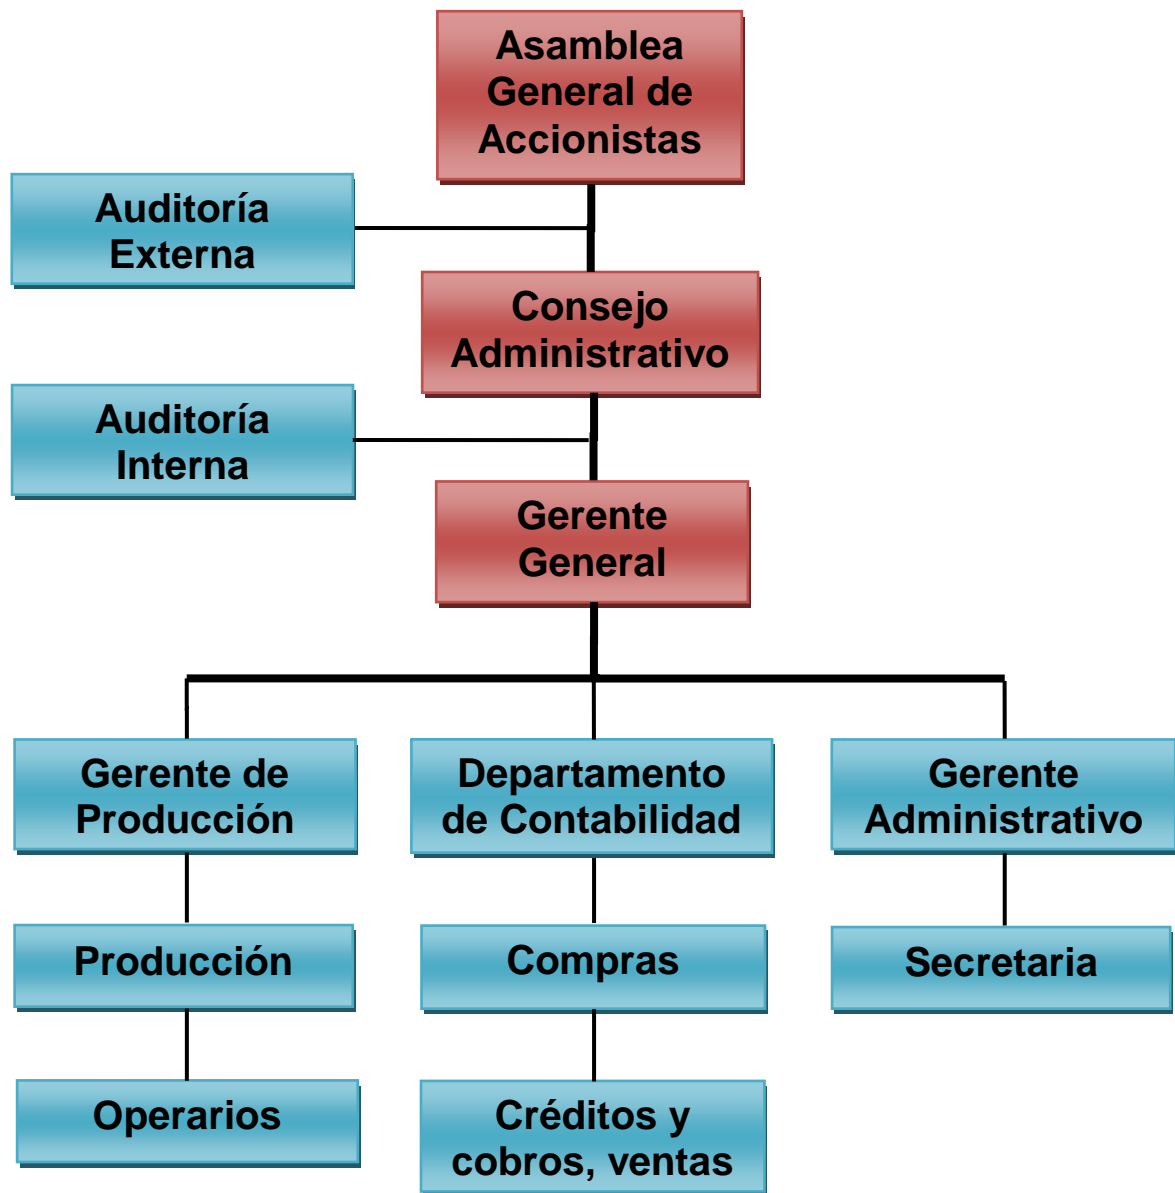 Asamblea
General de
Accionistas
Auditoría
Externa
Consejo
Administrativo
Auditoría
Interna
Gerente
General
Gerente de
Producción
Departamento
de Contabilidad
Gerente
Administrativo
Producción
Compras
Secretaria
Operarios
Créditos y
cobros, ventas